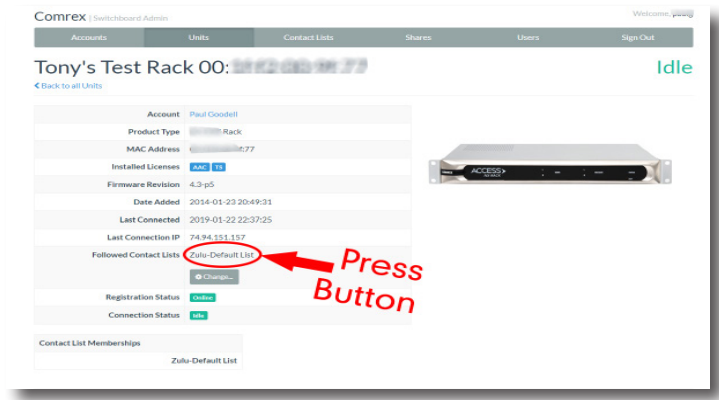 Comrex | Switchboard Admin
Welcome,
Accounts Units Contact Lists Shares Users Sign Out
Tony's Test Rack 00:
Idle
Back to all Units
Account Paul Goodell
Product Type Rack
MAC Address :77
Installed Licenses AAC TS
Firmware Revision 4.3-p5
Date Added 2014-01-23 20:49:31
Last Connected 2019-01-22 22:37:25
Last Connection IP 74.94.151.157
Followed Contact Lists Zulu-Default List
Change...
Registration Status Online
Connection Status Idle
Contact List Memberships
Zulu-Default List
ACCESS
Press
Button